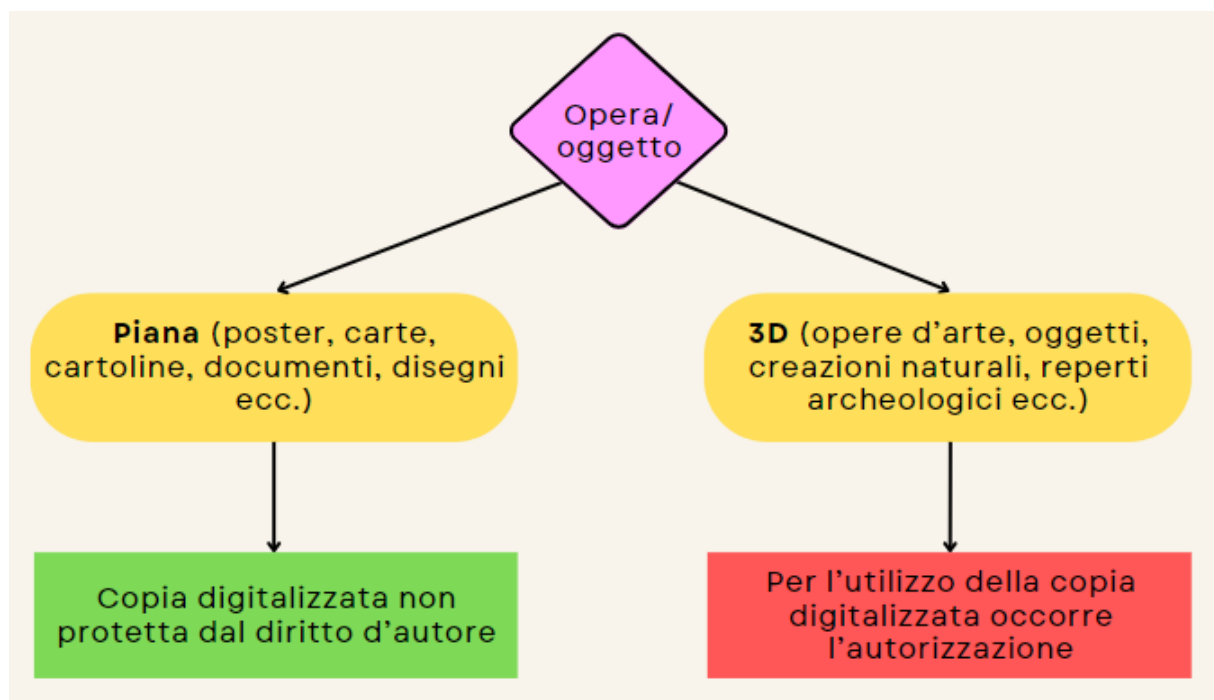 Opera/
oggetto
Piana (poster, carte,
cartoline, documenti, disegni
ecc.)
3D (opere d’arte, oggetti,
creazioni naturali, reperti
archeologici ecc.)
Copia digitalizzata non
protetta dal diritto d’autore
Per l’utilizzo della copia
digitalizzata occorre
l’autorizzazione